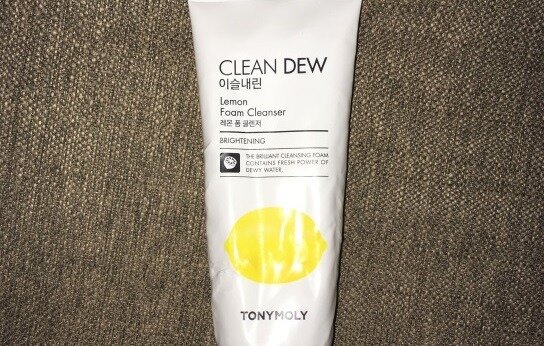 CLEAN DEW
이슬내린
Lemon
Foam Cleanser
레몬 폼 클렌저
BRIGHTENING
THE BRILLIANT CLEANSING FOAM
CONTAINS FRESH POWER OF
DEWY WATER.
TONYMOLY